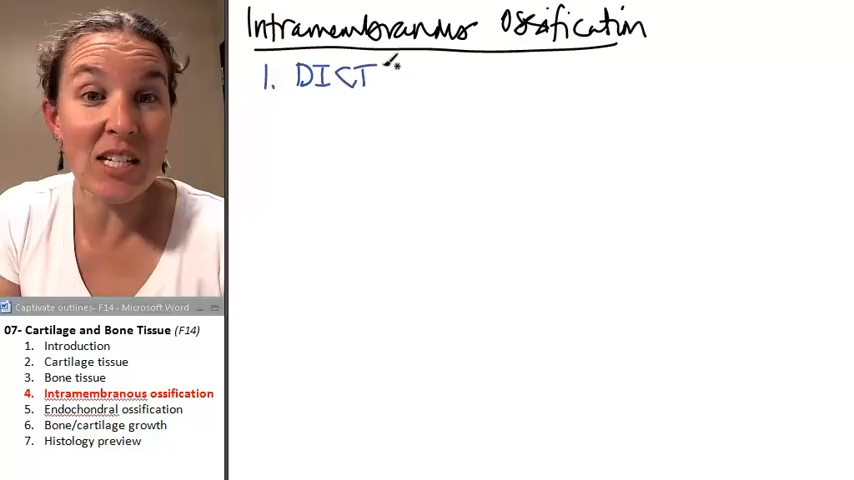 Intramembranous Ossification
1. DICT
Captivate outlines- F14 - Microsoft Word
07- Cartilage and Bone Tissue (F14)
1. Introduction
2. Cartilage tissue
3. Bone tissue
4. Intramembranous ossification
5. Endochondral ossification
6. Bone/cartilage growth
7. Histology preview